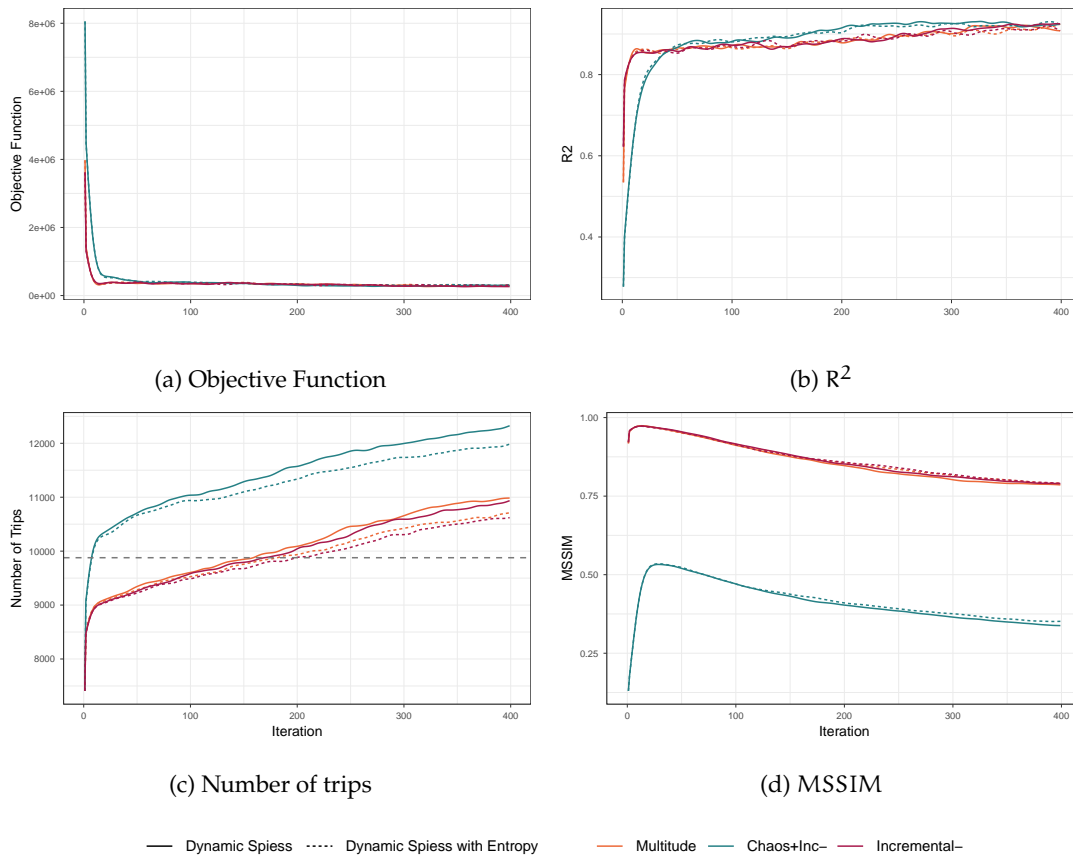 8e+06
6e+06
4e+06
2e+06
0e+00
Objective Function
0
100
200
300
400
(a) Objective Function
0.8
0.6
0.4
R2
0
100
200
300
400
(b) R²
12000
11000
10000
9000
8000
Number of Trips
0
100
200
300
400
Iteration
(c) Number of trips
1.00
0.75
0.50
0.25
MSSIM
0
100
200
300
400
Iteration
(d) MSSIM
Dynamic Spiess Dynamic Spiess with Entropy Multitude Chaos+Inc− Incremental−